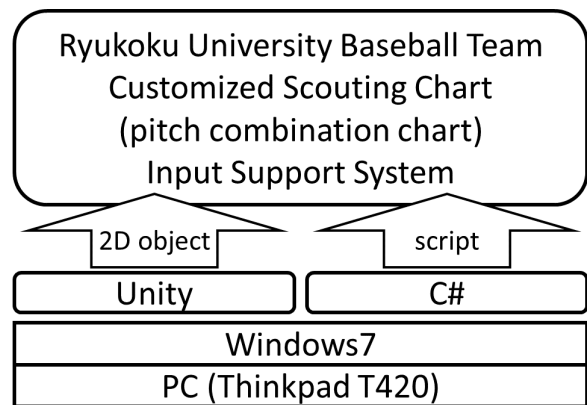 Ryukoku University Baseball Team
Customized Scouting Chart
(pitch combination chart)
Input Support System
2D object
script
Unity
C#
Windows7
PC (Thinkpad T420)